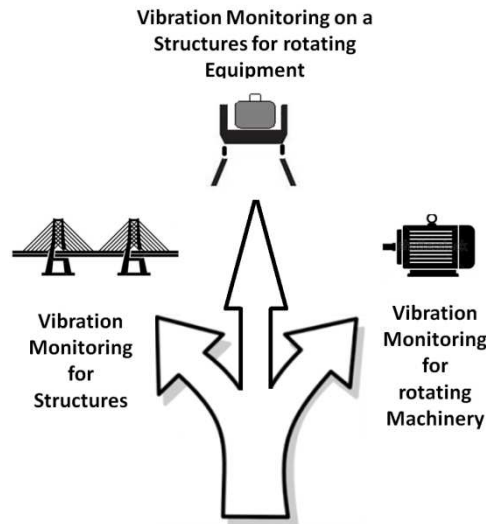 Vibration Monitoring on a
Structures for rotating
Equipment
Vibration
Monitoring
for
Structures
Vibration
Monitoring
for
rotating
Machinery